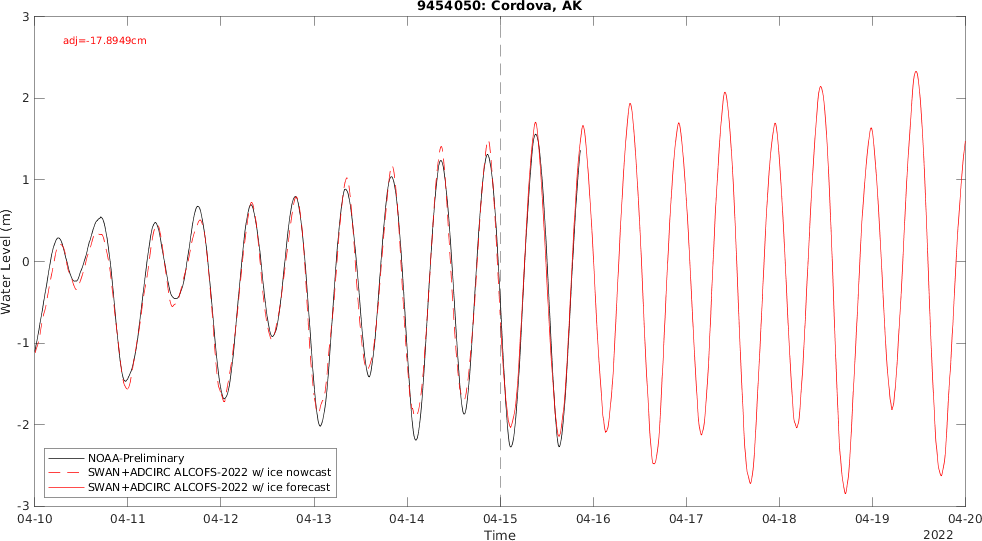 9454050: Cordova, AK
adj=-17.8949cm
3
2
1
0
-1
-2
-3
Water Level (m)
NOAA-Preliminary
SWAN+ADCIRC ALCOFS-2022 w/ ice nowcast
SWAN+ADCIRC ALCOFS-2022 w/ ice forecast
04-10 04-11 04-12 04-13 04-14 04-15 04-16 04-17 04-18 04-19 04-20
Time
2022